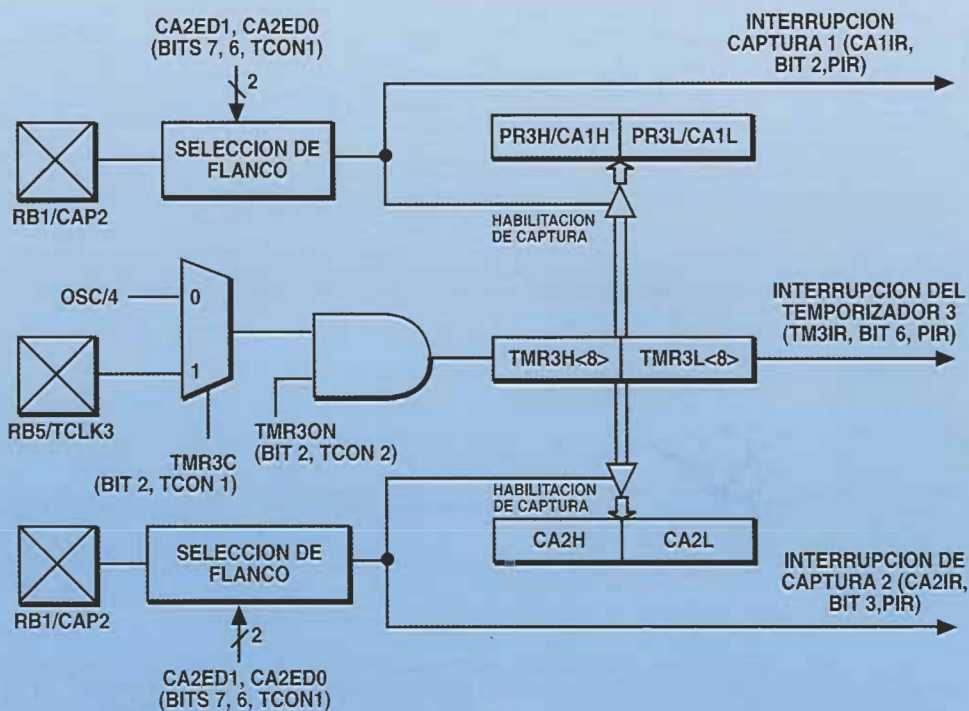 CA2ED1, CA2ED0
(BITS 7, 6, TCON1)
2
INTERRUPCION
CAPTURA 1 (CA1IR,
BIT 2,PIR)
SELECCION DE
FLANCO
RB1/CAP2
PR3H/CA1H
PR3L/CA1L
HABILITACION
DE CAPTURA
OSC/4
0
1
RB5/TCLK3
TMR3C
(BIT 2, TCON 1)
TMR3ON
(BIT 2, TCON 2)
TMR3H<8>
TMR3L<8>
INTERRUPCION DEL
TEMPORIZADOR 3
(TM3IR, BIT 6, PIR)
HABILITACION
DE CAPTURA
CA2H
CA2L
SELECCION DE
FLANCO
RB1/CAP2
2
CA2ED1, CA2ED0
(BITS 7, 6, TCON1)
INTERRUPCION DE
CAPTURA 2 (CA2IR,
BIT 3,PIR)